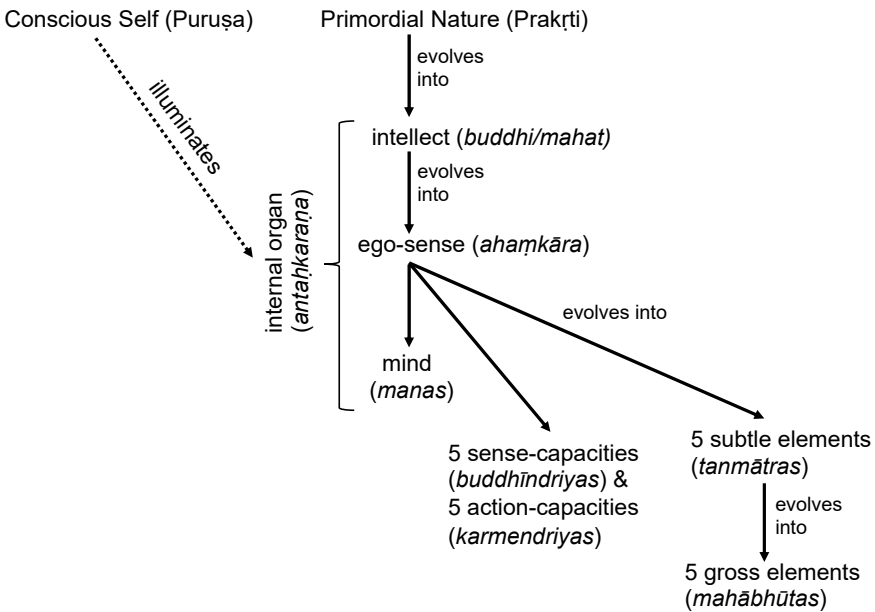 Conscious Self (Puruṣa)
Primordial Nature (Prakṛti)
evolves
into
illuminates
intellect (buddhi/mahat)
evolves
into
internal organ
(antaḥkaraṇa)
ego-sense (ahaṃkāra)
evolves into
mind
(manas)
5 sense-capacities
(buddhīndriyas) &
5 action-capacities
(karmendriyas)
5 subtle elements
(tanmātras)
evolves
into
5 gross elements
(mahābhūtas)